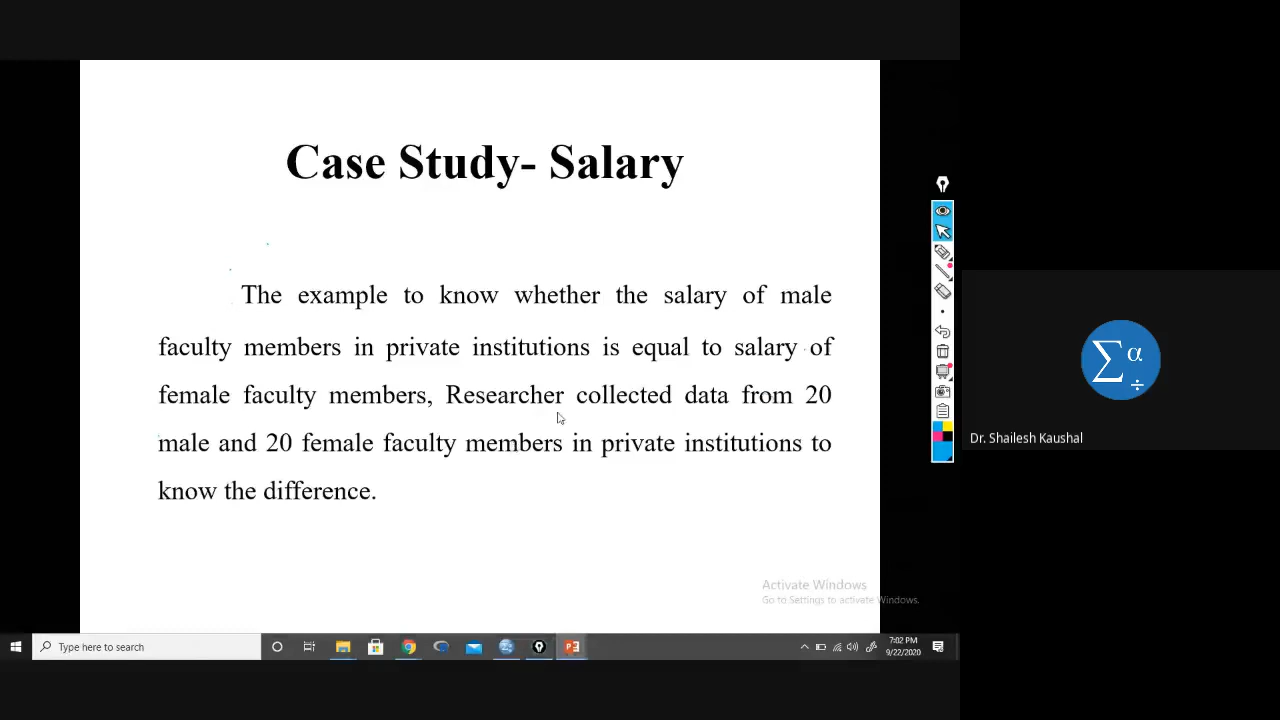 Case Study- Salary
The example to know whether the salary of male
faculty members in private institutions is equal to salary of
female faculty members, Researcher collected data from 20
male and 20 female faculty members in private institutions to
know the difference.
Σ α ÷
Dr. Shailesh Kaushal
Activate Windows
Go to Settings to activate Windows.
Type here to search
7:02 PM
9/22/2020